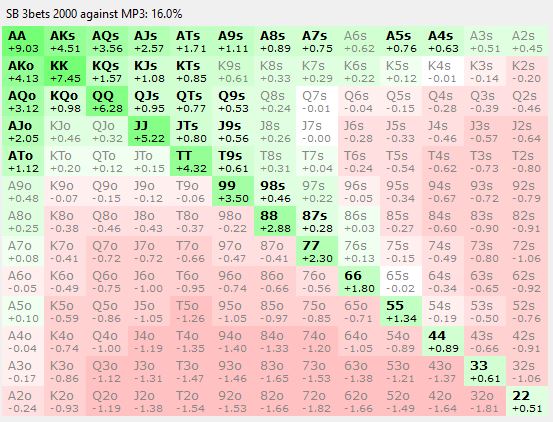 SB 3bets 2000 against MP3: 16.0%
AA AKs AQs AJs ATs A9s A8s A7s A6s A5s A4s A3s A2s
+9.03 +4.51 +3.56 +2.57 +1.71 +1.11 +0.89 +0.75 +0.62 +0.76 +0.63 +0.51 +0.45
AKo KK KQs KJs KTs K9s K8s K7s K6s K5s K4s K3s K2s
+4.13 +7.45 +1.57 +1.08 +0.85 +0.61 +0.33 +0.29 +0.22 +0.12 -0.01 -0.14 -0.20
AQo KQo QQ QJs QTs Q9s Q8s Q7s Q6s Q5s Q4s Q3s Q2s
+3.12 +0.98 +6.28 +0.95 +0.77 +0.53 +0.24 -0.01 -0.04 -0.15 -0.28 -0.39 -0.46
AJo KJo QJo JJ JTs J9s J8s J7s J6s J5s J4s J3s J2s
+2.05 +0.46 +0.32 +5.22 +0.80 +0.56 +0.26 -0.00 -0.28 -0.33 -0.46 -0.57 -0.64
ATo KTo QTo JTo TT T9s T8s T7s T6s T5s T4s T3s T2s
+1.12 +0.20 +0.12 +0.15 +4.32 +0.61 +0.31 +0.04 -0.24 -0.54 -0.62 -0.73 -0.80
A9o K9o Q9o J9o T9o 99 98s 97s 96s 95s 94s 93s 92s
+0.48 -0.07 -0.15 -0.12 -0.06 +3.50 +0.46 +0.22 -0.05 -0.34 -0.67 -0.72 -0.79
A8o K8o Q8o J8o T8o 98o 88 87s 86s 85s 84s 83s 82s
+0.25 -0.38 -0.46 -0.43 -0.37 -0.22 +2.88 +0.28 +0.03 -0.27 -0.60 -0.90 -0.91
A7o K7o Q7o J7o T7o 97o 87o 77 76s 75s 74s 73s 72s
+0.08 -0.41 -0.72 -0.72 -0.66 -0.47 -0.41 +2.30 +0.13 -0.15 -0.49 -0.80 -1.06
A6o K6o Q6o J6o T6o 96o 86o 76o 66 65s 64s 63s 62s
-0.05 -0.49 -0.75 -1.00 -0.95 -0.74 -0.66 -0.56 +1.80 -0.02 -0.34 -0.65 -0.92
A5o K5o Q5o J5o T5o 95o 85o 75o 65o 55 54s 53s 52s
+0.10 -0.59 -0.86 -1.05 -1.26 -1.05 -0.97 -0.85 -0.71 +1.34 -0.19 -0.50 -0.76
A4o K4o Q4o J4o T4o 94o 84o 74o 64o 54o 44 43s 42s
-0.04 -0.74 -1.00 -1.19 -1.35 -1.40 -1.33 -1.20 -1.05 -0.89 +0.89 -0.66 -0.91
A3o K3o Q3o J3o T3o 93o 83o 73o 63o 53o 43o 33 32s
-0.17 -0.86 -1.12 -1.31 -1.47 -1.46 -1.65 -1.53 -1.38 -1.21 -1.37 +0.61 -1.06
A2o K2o Q2o J2o T2o 92o 82o 72o 62o 52o 42o 32o 22
-0.24 -0.93 -1.19 -1.38 -1.54 -1.53 -1.66 -1.82 -1.66 -1.49 -1.64 -1.81 +0.51